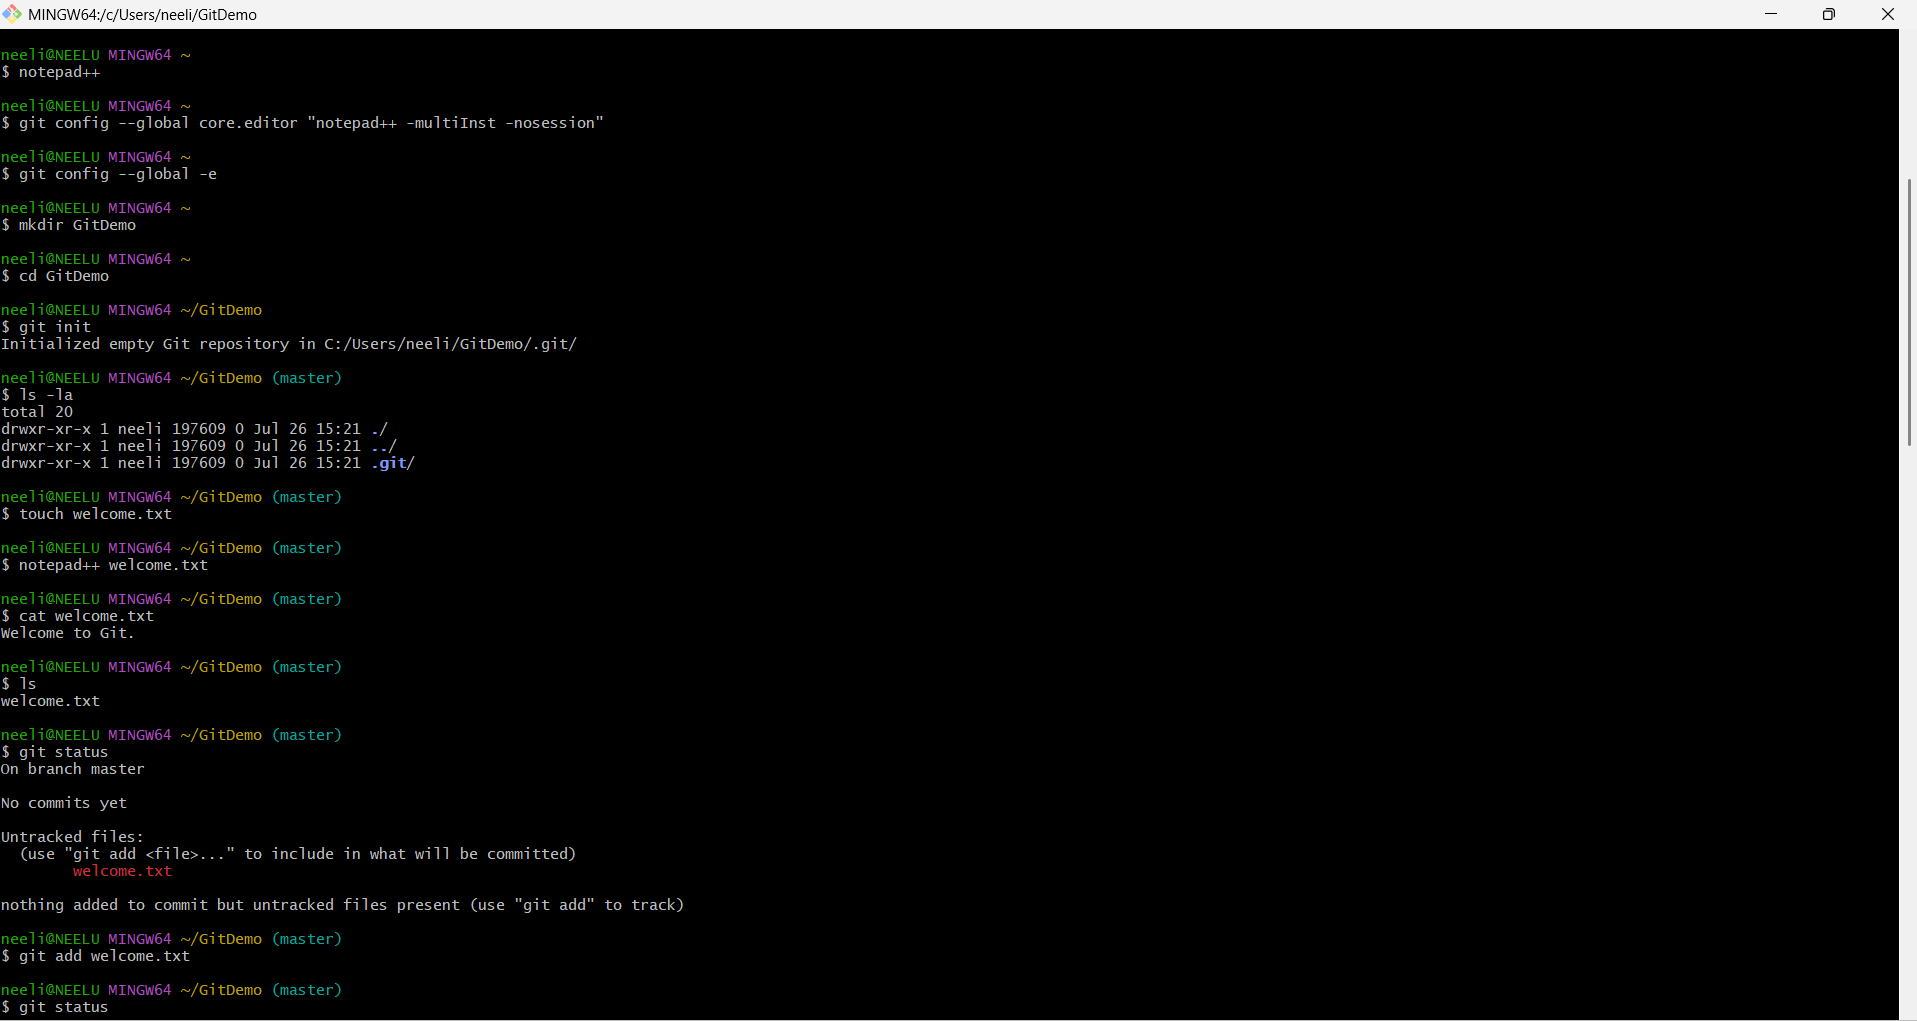 MINGW64:/c/Users/neeli/GitDemo
neeli@NEELU MINGW64 ~
$ notepad++
neeli@NEELU MINGW64 ~
$ git config --global core.editor "notepad++ -multiInst -nosession"
neeli@NEELU MINGW64 ~
$ git config --global -e
neeli@NEELU MINGW64 ~
$ mkdir GitDemo
neeli@NEELU MINGW64 ~
$ cd GitDemo
neeli@NEELU MINGW64 ~/GitDemo
$ git init
Initialized empty Git repository in C:/Users/neeli/GitDemo/.git/
neeli@NEELU MINGW64 ~/GitDemo (master)
$ ls -la
total 20
drwxr-xr-x 1 neeli 197609 0 Jul 26 15:21 ./
drwxr-xr-x 1 neeli 197609 0 Jul 26 15:21 ../
drwxr-xr-x 1 neeli 197609 0 Jul 26 15:21 .git/
neeli@NEELU MINGW64 ~/GitDemo (master)
$ touch welcome.txt
neeli@NEELU MINGW64 ~/GitDemo (master)
$ notepad++ welcome.txt
neeli@NEELU MINGW64 ~/GitDemo (master)
$ cat welcome.txt
Welcome to Git.
neeli@NEELU MINGW64 ~/GitDemo (master)
$ ls
welcome.txt
neeli@NEELU MINGW64 ~/GitDemo (master)
$ git status
On branch master
No commits yet
Untracked files:
  (use "git add <file>..." to include in what will be committed)
        welcome.txt
nothing added to commit but untracked files present (use "git add" to track)
neeli@NEELU MINGW64 ~/GitDemo (master)
$ git add welcome.txt
neeli@NEELU MINGW64 ~/GitDemo (master)
$ git status